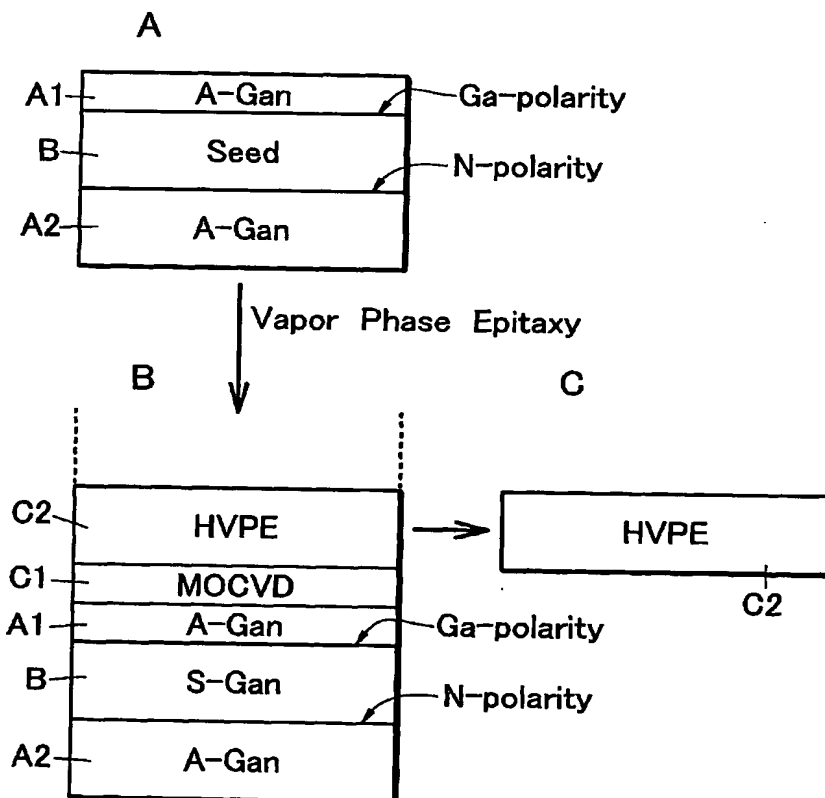 A
A1 A-Gan Ga-polarity
B Seed N-polarity
A2 A-Gan
Vapor Phase Epitaxy
B C
C2 HVPE HVPE
C1 MOCVD C2
A1 A-Gan Ga-polarity
B S-Gan N-polarity
A2 A-Gan